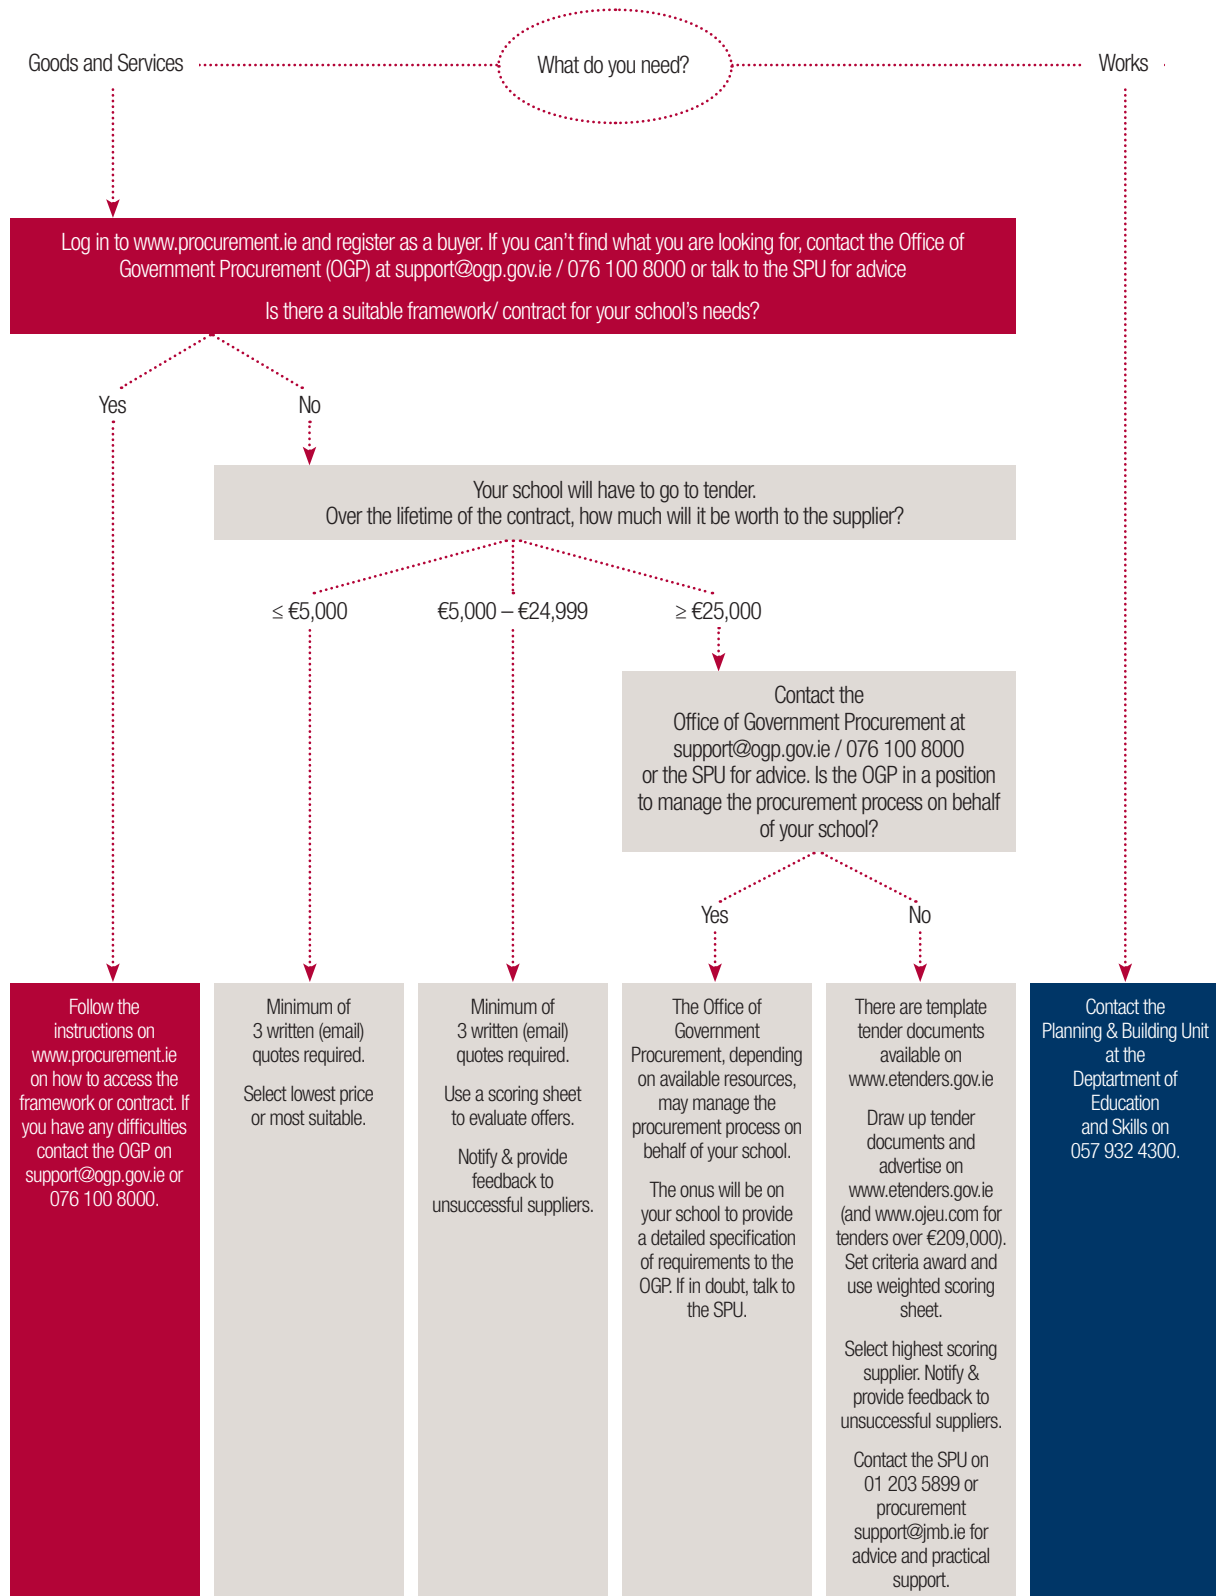 Goods and Services
What do you need?
Works
Log in to www.procurement.ie and register as a buyer. If you can't find what you are looking for, contact the Office of
Government Procurement (OGP) at support@ogp.gov.ie / 076 100 8000 or talk to the SPU for advice
Is there a suitable framework/ contract for your school's needs?
Yes
No
Your school will have to go to tender.
Over the lifetime of the contract, how much will it be worth to the supplier?
≤ €5,000
€5,000 – €24,999
≥ €25,000
Contact the
Office of Government Procurement at
support@ogp.gov.ie / 076 100 8000
or the SPU for advice. Is the OGP in a position
to manage the procurement process on behalf
of your school?
Yes
No
Follow the
instructions on
www.procurement.ie
on how to access the
framework or contract. If
you have any difficulties
contact the OGP on
support@ogp.gov.ie or
076 100 8000.
Minimum of
3 written (email)
quotes required.
Select lowest price
or most suitable.
Minimum of
3 written (email)
quotes required.
Use a scoring sheet
to evaluate offers.
Notify & provide
feedback to
unsuccessful suppliers.
The Office of
Government
Procurement, depending
on available resources,
may manage the
procurement process on
behalf of your school.
The onus will be on
your school to provide
a detailed specification
of requirements to the
OGP. If in doubt, talk to
the SPU.
There are template
tender documents
available on
www.etenders.gov.ie
Draw up tender
documents and
advertise on
www.etenders.gov.ie
(and www.ojeu.com for
tenders over €209,000).
Set criteria award and
use weighted scoring
sheet.
Select highest scoring
supplier. Notify &
provide feedback to
unsuccessful suppliers.
Contact the SPU on
01 203 5899 or
procurement
support@jmb.ie for
advice and practical
support.
Contact the
Planning & Building Unit
at the
Deptartment of
Education
and Skills on
057 932 4300.